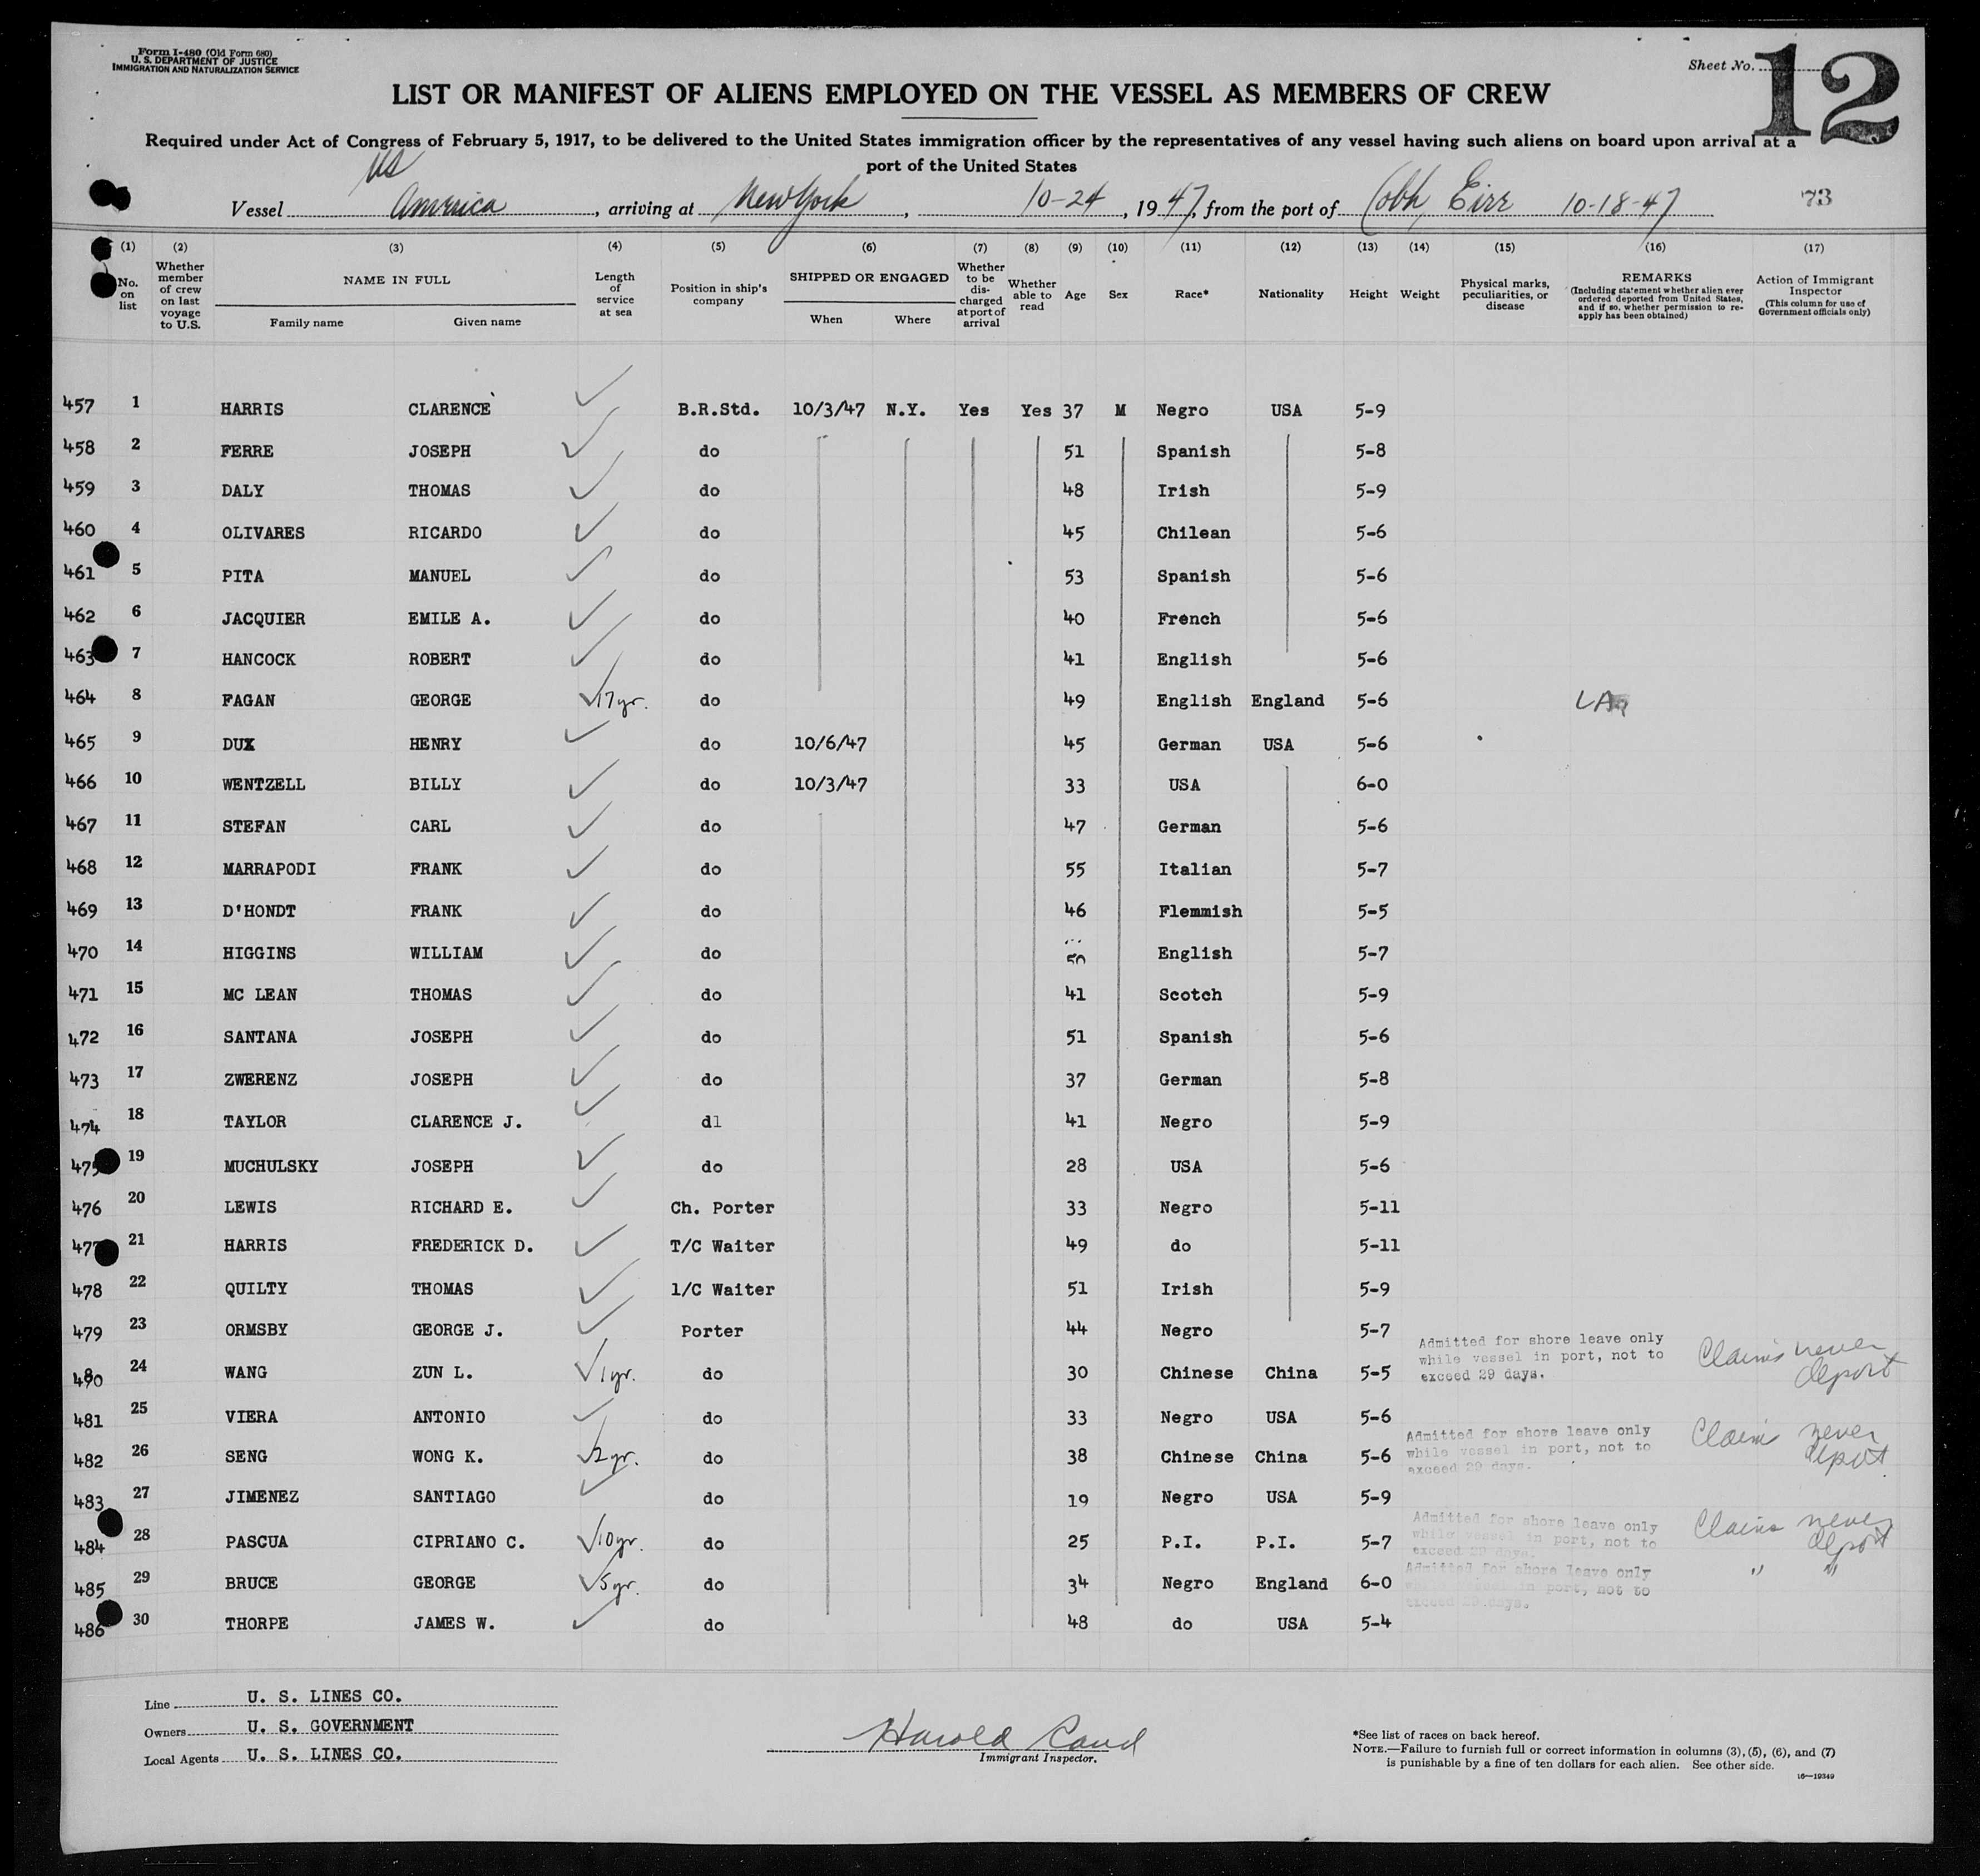 Form I-480 (Old Form 680)
U. S. DEPARTMENT OF JUSTICE
IMMIGRATION AND NATURALIZATION SERVICE
Sheet No. 12
LIST OR MANIFEST OF ALIENS EMPLOYED ON THE VESSEL AS MEMBERS OF CREW
Required under Act of Congress of February 5, 1917, to be delivered to the United States immigration officer by the representatives of any vessel having such aliens on board upon arrival at a
port of the United States
Vessel US America, arriving at New York, 10-24, 1947, from the port of Cobh, Eire 10-18-47 73
(1) (2) (3) (4) (5) (6) (7) (8) (9) (10) (11) (12) (13) (14) (15) (16) (17)
No. on list Whether member of crew on last voyage to U.S. NAME IN FULL Family name Given name Length of service at sea Position in ship's company SHIPPED OR ENGAGED When Where Whether to be discharged at port of arrival Whether able to read Age Sex Race* Nationality Height Weight Physical marks, peculiarities, or disease REMARKS (Including statement whether alien ever ordered deported from United States, and if so, whether permission to re-apply has been obtained) Action of Immigrant Inspector (This column for use of Government officials only)
457 1 HARRIS CLARENCE B.R.Std. 10/3/47 N.Y. Yes Yes 37 M Negro USA 5-9
458 2 FERRE JOSEPH do 51 Spanish 5-8
459 3 DALY THOMAS do 48 Irish 5-9
460 4 OLIVARES RICARDO do 45 Chilean 5-6
461 5 PITA MANUEL do 53 Spanish 5-6
462 6 JACQUIER EMILE A. do 40 French 5-6
463 7 HANCOCK ROBERT do 41 English 5-6
464 8 FAGAN GEORGE 17 yr. do 49 English England 5-6
465 9 DUX HENRY do 10/6/47 45 German USA 5-6
466 10 WENTZELL BILLY do 10/3/47 33 USA 6-0
467 11 STEFAN CARL do 47 German 5-6
468 12 MARRAPODI FRANK do 55 Italian 5-7
469 13 D'HONDT FRANK do 46 Flemmish 5-5
470 14 HIGGINS WILLIAM do 50 English 5-7
471 15 MC LEAN THOMAS do 41 Scotch 5-9
472 16 SANTANA JOSEPH do 51 Spanish 5-6
473 17 ZWERENZ JOSEPH do 37 German 5-8
474 18 TAYLOR CLARENCE J. dl 41 Negro 5-9
475 19 MUCHULSKY JOSEPH do 28 USA 5-6
476 20 LEWIS RICHARD E. Ch. Porter 33 Negro 5-11
477 21 HARRIS FREDERICK D. T/C Waiter 49 do 5-11
478 22 QUILTY THOMAS 1/C Waiter 51 Irish 5-9
479 23 ORMSBY GEORGE J. Porter 44 Negro 5-7
480 24 WANG ZUN L. 1 yr. do 30 Chinese China 5-5 Admitted for shore leave only while vessel in port, not to exceed 29 days. Claims never deport
481 25 VIERA ANTONIO do 33 Negro USA 5-6
482 26 SENG WONG K. 2 yr. do 38 Chinese China 5-6 Admitted for shore leave only while vessel in port, not to exceed 29 days. Claims never deport
483 27 JIMENEZ SANTIAGO do 19 Negro USA 5-9
484 28 PASCUA CIPRIANO C. 10 yr. do 25 P.I. P.I. 5-7 Admitted for shore leave only while vessel in port, not to exceed 29 days. Claims never deport
485 29 BRUCE GEORGE 5 yr. do 34 Negro England 6-0 Admitted for shore leave only while vessel in port, not to exceed 29 days. " "
486 30 THORPE JAMES W. do 48 do USA 5-4
Line U. S. LINES CO.
Owners U. S. GOVERNMENT
Local Agents U. S. LINES CO.
Harold Rand
Immigrant Inspector.
*See list of races on back hereof.
NOTE.—Failure to furnish full or correct information in columns (3), (5), (6), and (7)
is punishable by a fine of ten dollars for each alien. See other side.
16—19349